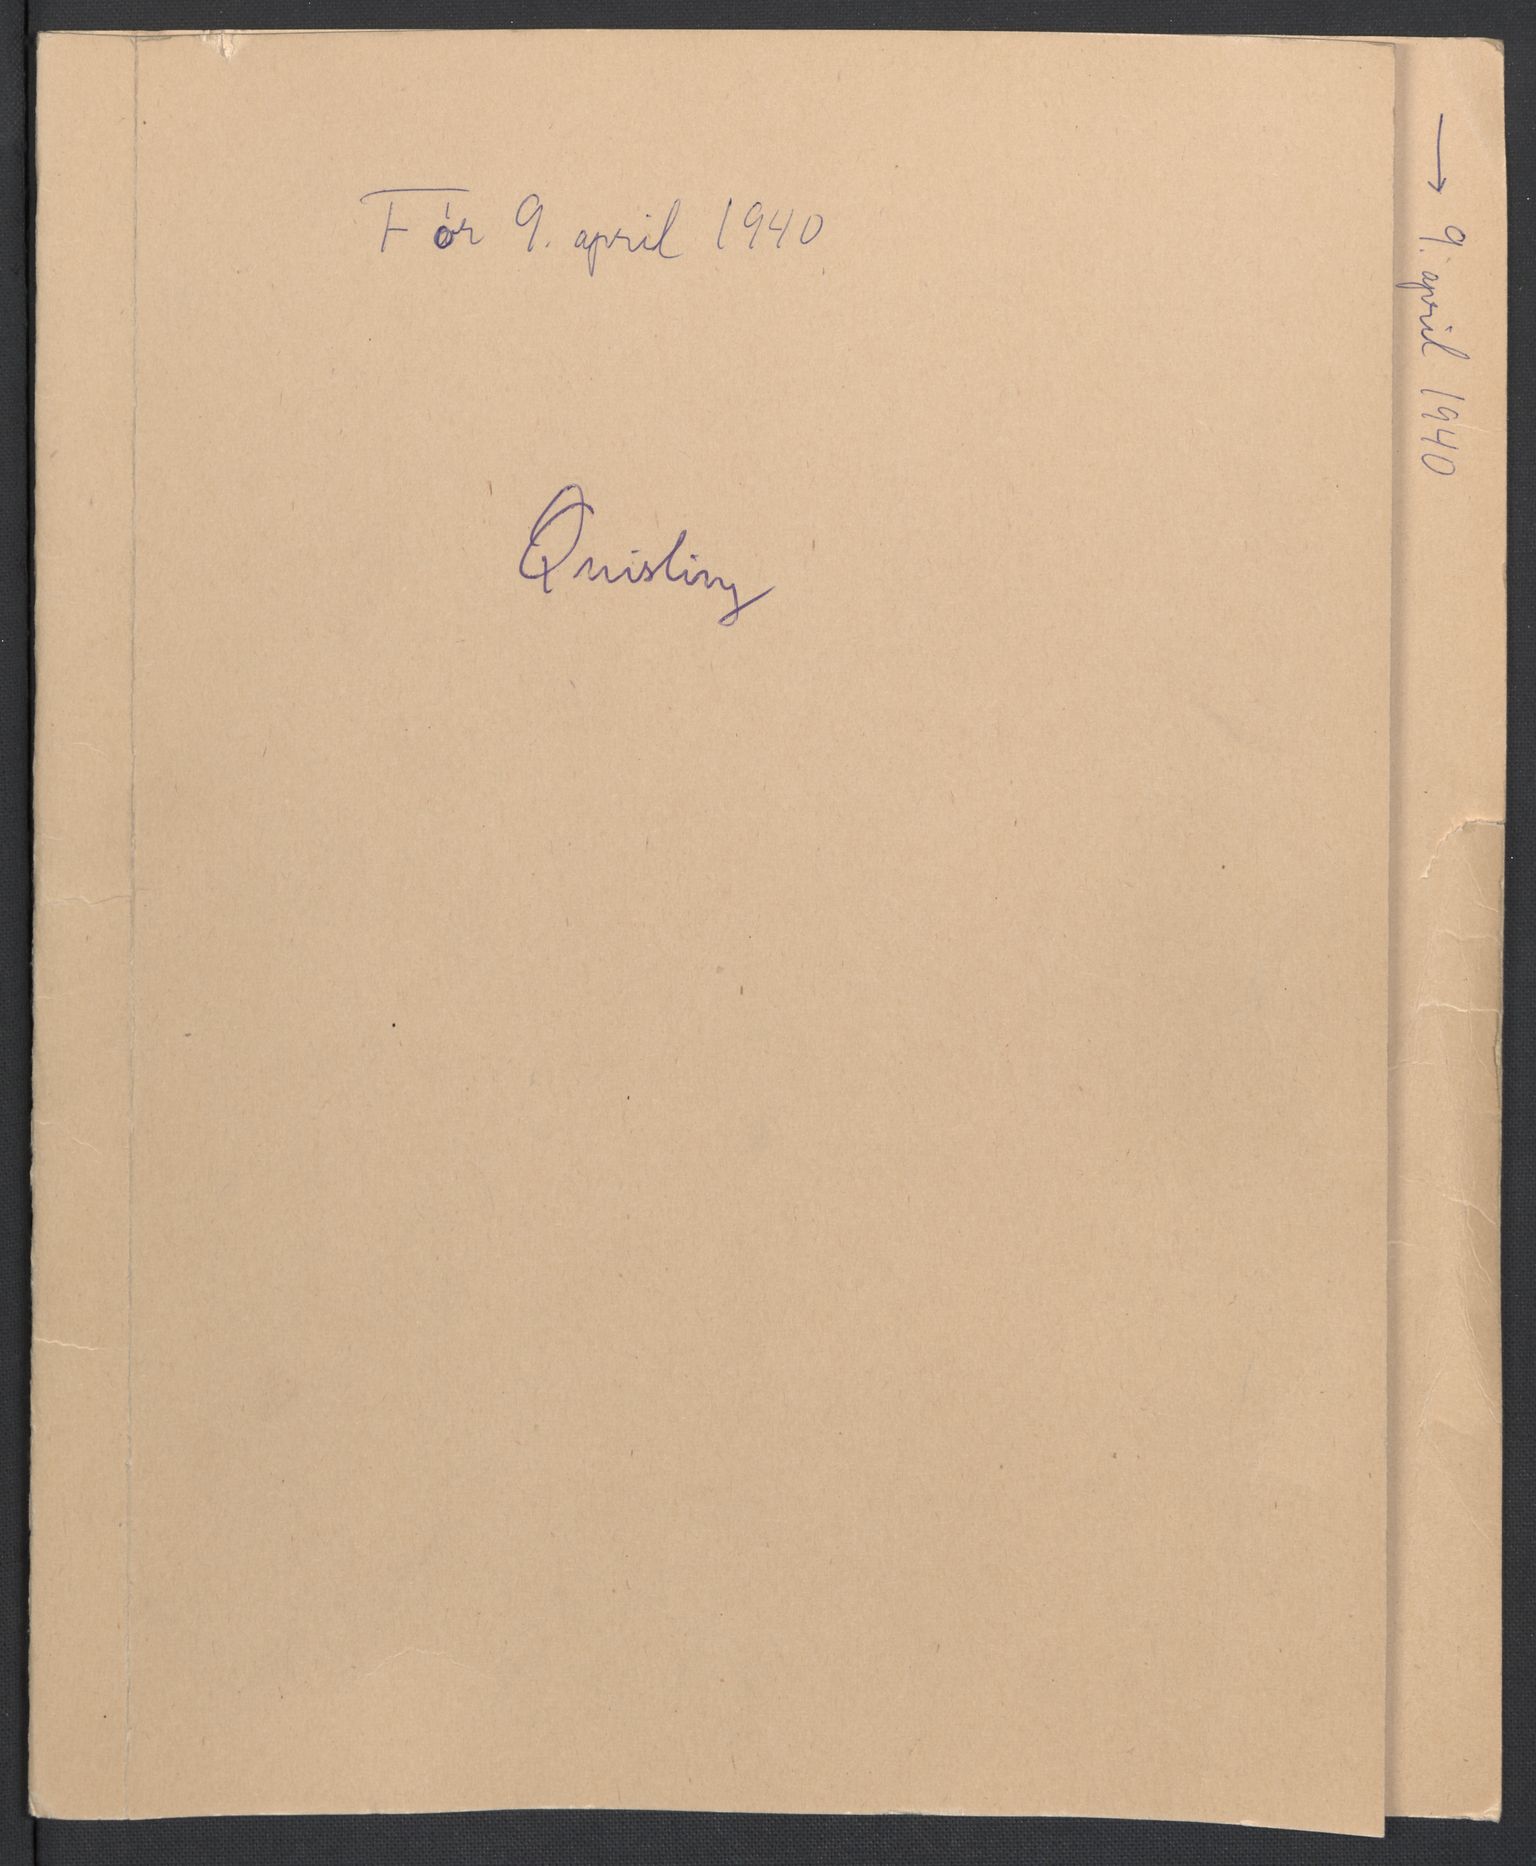 Før 9. april 1940
Quisling
→ 9. april 1940